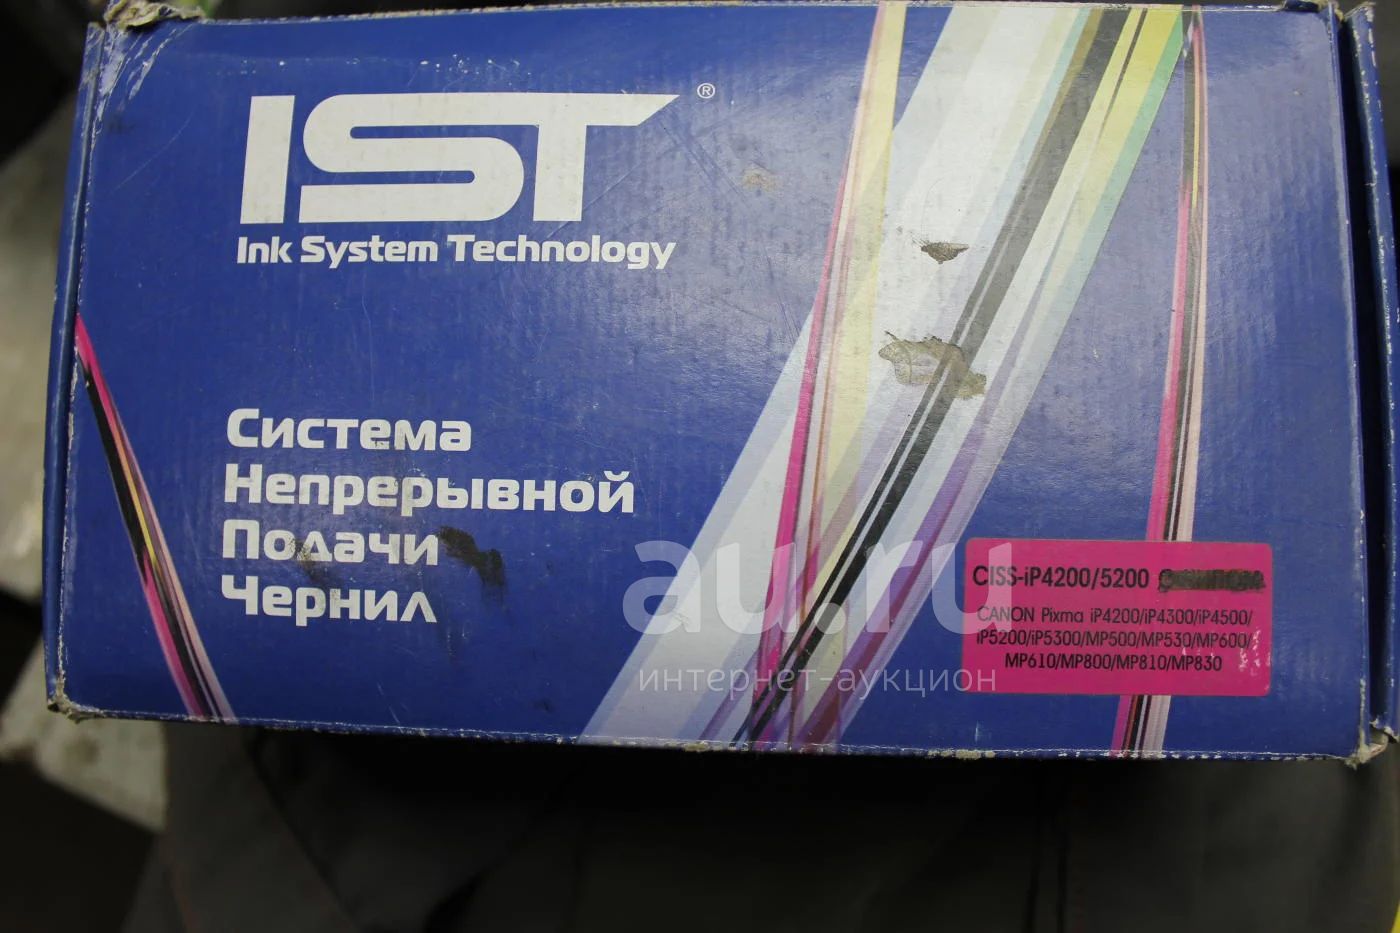 IST®
Ink System Technology
Система
Непрерывной
Подачи
Чернил
CISS-iP4200/5200
CANON Pixma iP4200/iP4300/iP4500/
iP5200/iP5300/MP500/MP530/MP600/
MP610/MP800/MP810/MP830
au.ru
интернет-аукцион